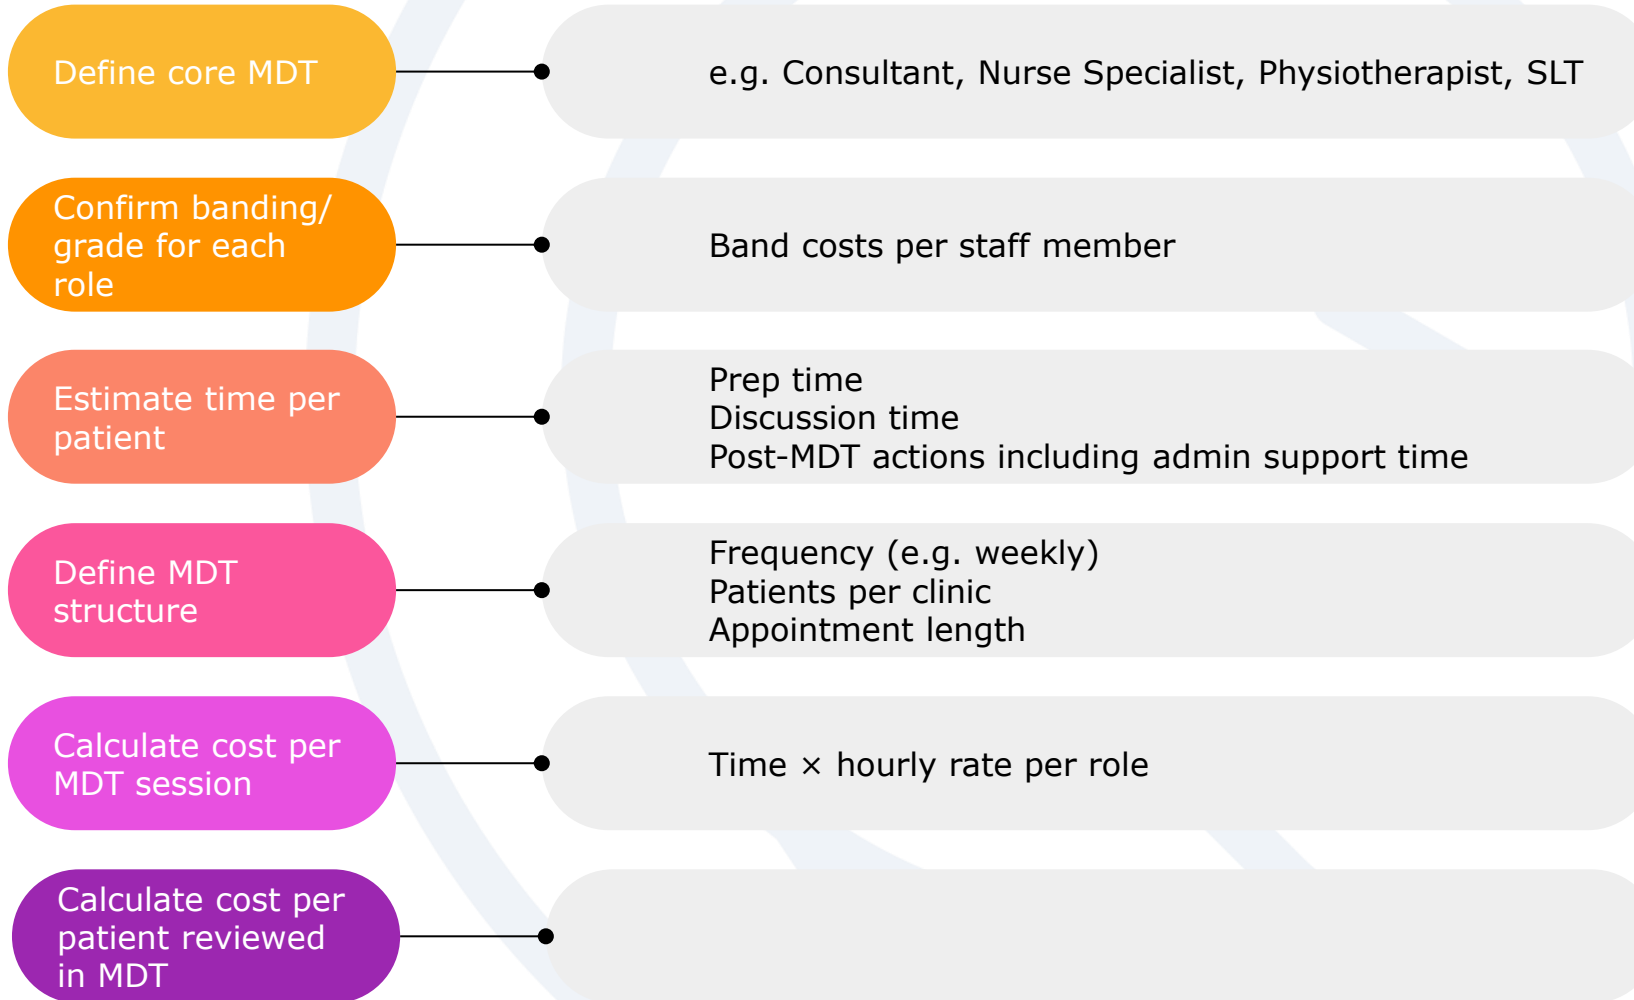 Define core MDT
e.g. Consultant, Nurse Specialist, Physiotherapist, SLT
Confirm banding/
grade for each
role
Band costs per staff member
Estimate time per
patient
Prep time
Discussion time
Post-MDT actions including admin support time
Define MDT
structure
Frequency (e.g. weekly)
Patients per clinic
Appointment length
Calculate cost per
MDT session
Time × hourly rate per role
Calculate cost per
patient reviewed
in MDT